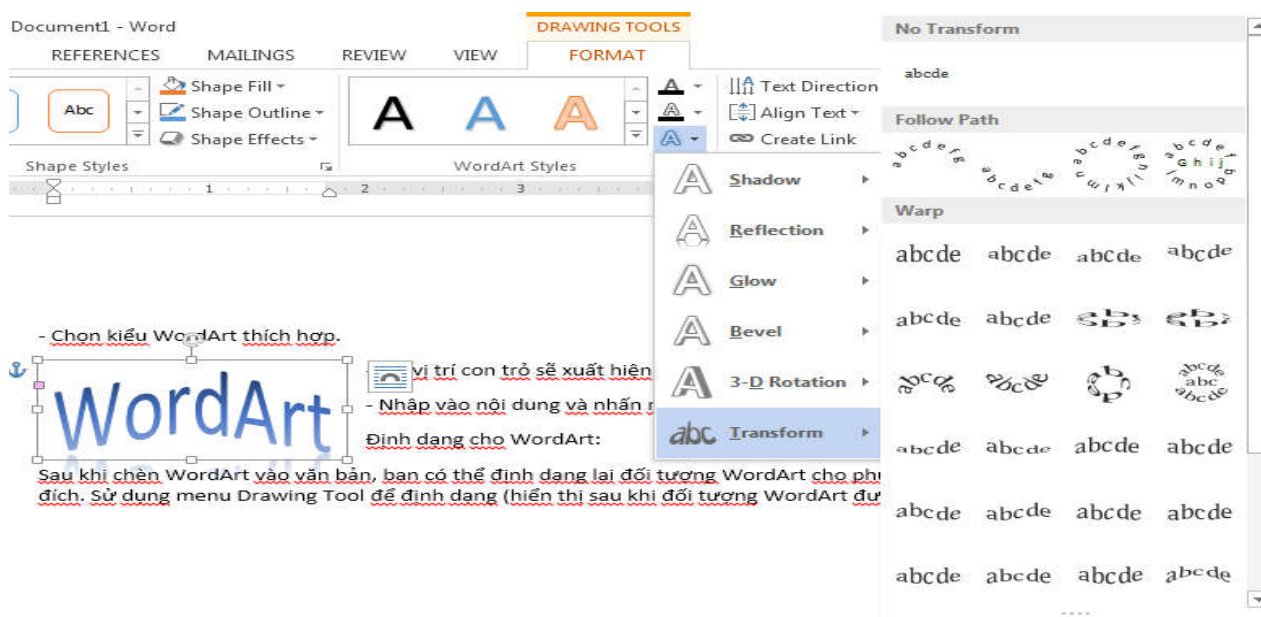 Document1 - Word
DRAWING TOOLS
REFERENCES MAILINGS REVIEW VIEW FORMAT
Abc
Shape Fill
Shape Outline
Shape Effects
Shape Styles
A A A
WordArt Styles
Text Direction
Align Text
Create Link
1 2 3
Shadow
Reflection
Glow
Bevel
3-D Rotation
abc Transform
No Transform
abcde
Follow Path
abcdefg abcdefg
Warp
abcde abcde abcde abcde
abcde abcde
abcde abcde
abcde abcde abcde abcde
abcde abcde abcde abcde
abcde abcde abcde abcde
- Chọn kiểu WordArt thích hợp.
WordArt
vị trí con trỏ sẽ xuất hiện
- Nhập vào nội dung và nhấn
Định dạng cho WordArt:
Sau khi chèn WordArt vào văn bản, bạn có thể định dạng lại đối tượng WordArt cho
đích. Sử dụng menu Drawing Tool để định dạng (hiển thị sau khi đối tượng WordArt